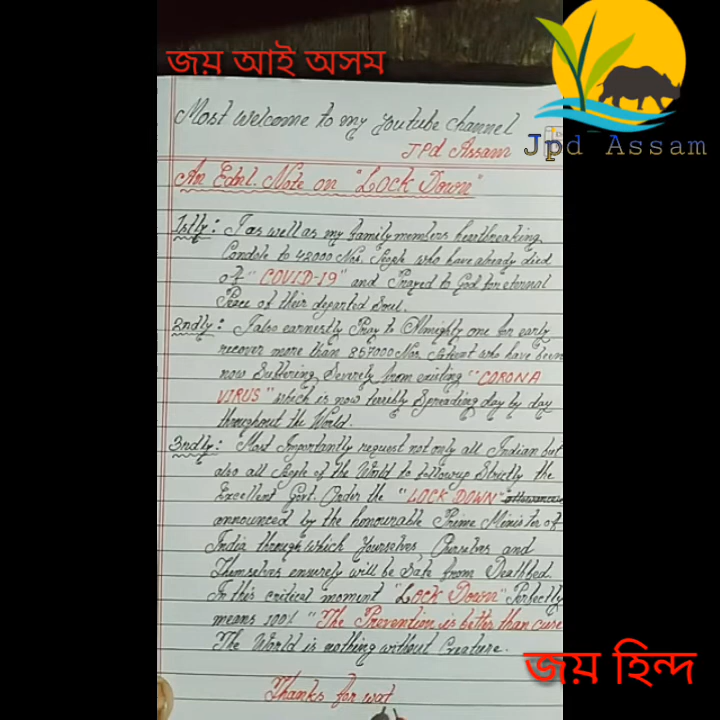 জয় আই অসম
Most welcome to my Youtube channel
JPd Assam
Jpd Assam
An Ednl. Note on "Lock Down"
1stly: I as well as my family members heartbreaking
Condole to 42000 Nos. People who have already died
of "COVID-19" and Prayed to God for eternal
Peace of their departed Soul.
2ndly: I also earnestly Pray to Almighty one for early
recover more than 857000 Nos. who have been
now Suffering Severely from existing "CORONA
VIRUS" which is now terribly Spreading day by day
throughout the World.
3ndly: Most Importantly request not only all Indian but
also all People of the World to followup Strictly the
Excellent Govt. Order the "LOCK DOWN"
announced by the honourable Prime Minister of
India through which Yourselves Ourselves and
Themselves ensurely will be Safe from Deathbed.
In this critical moment "Lock Down" Perfectly
means 100% "The Prevention is better than cure
The World is nothing without Creature.
জয় হিন্দ
Thanks for wat